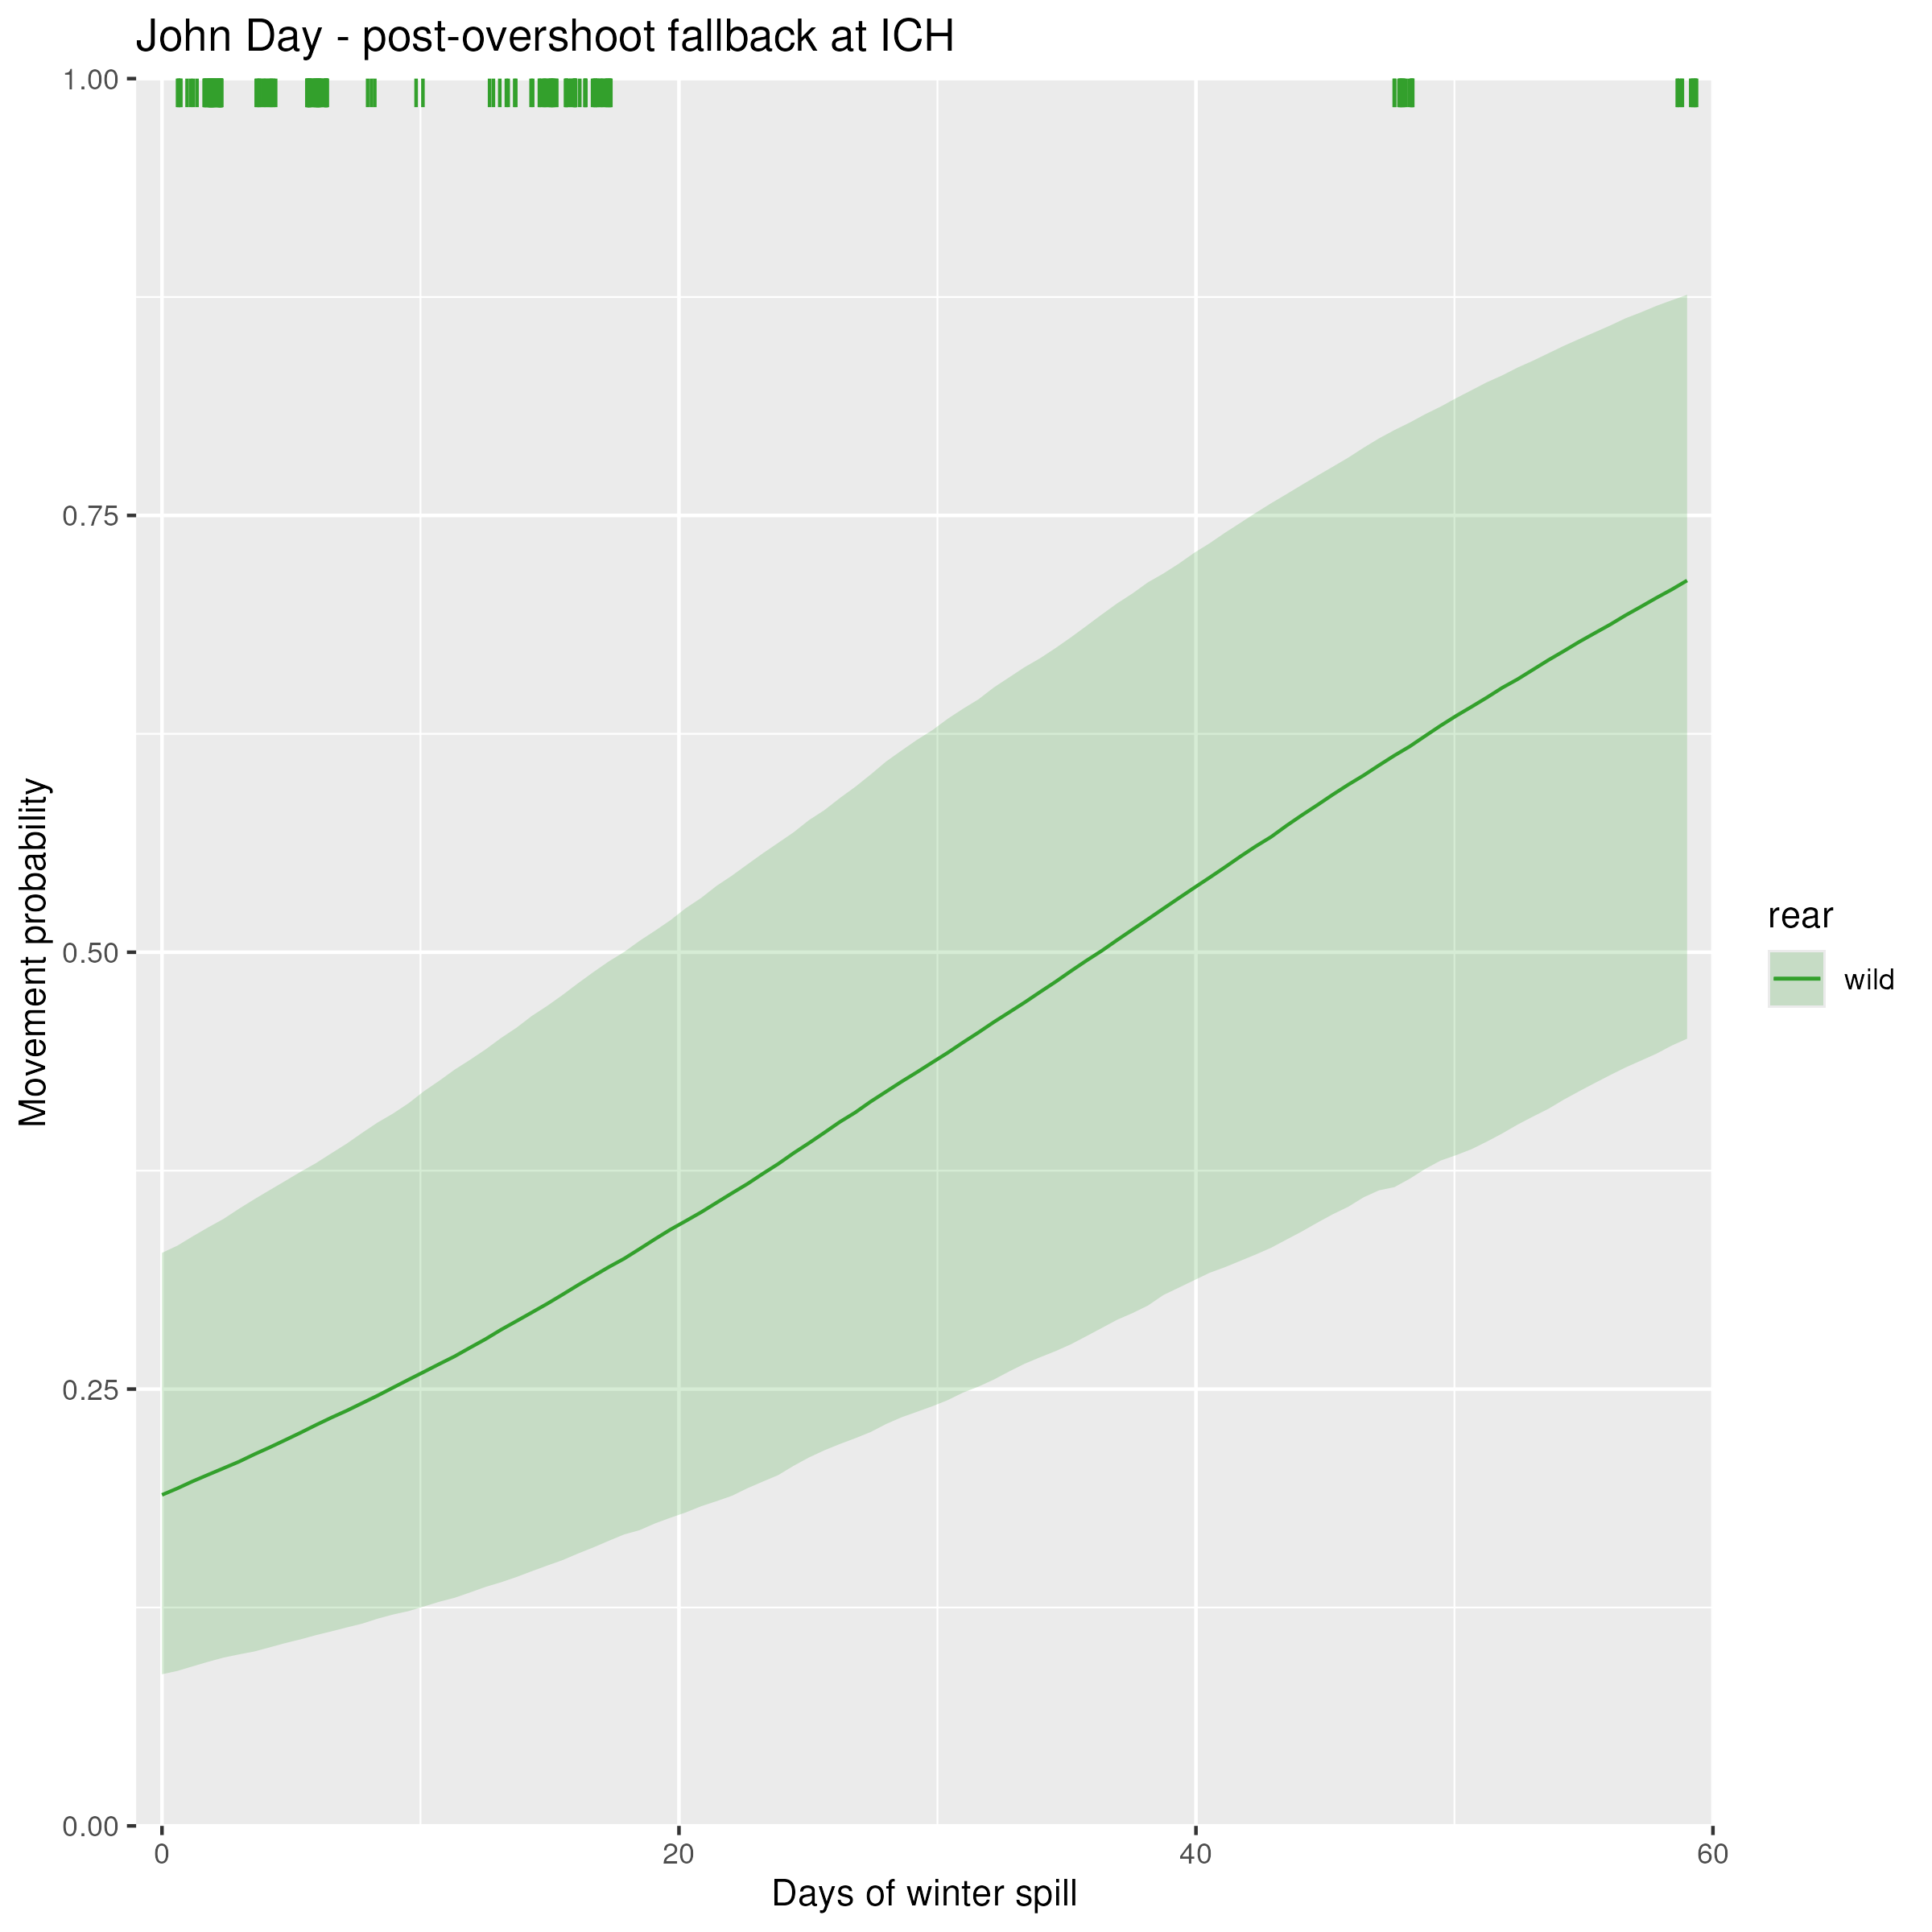 John Day - post-overshoot fallback at ICH
1.00
0.75
0.50
0.25
0.00
Movement probability
0 20 40 60
Days of winter spill
rear
wild